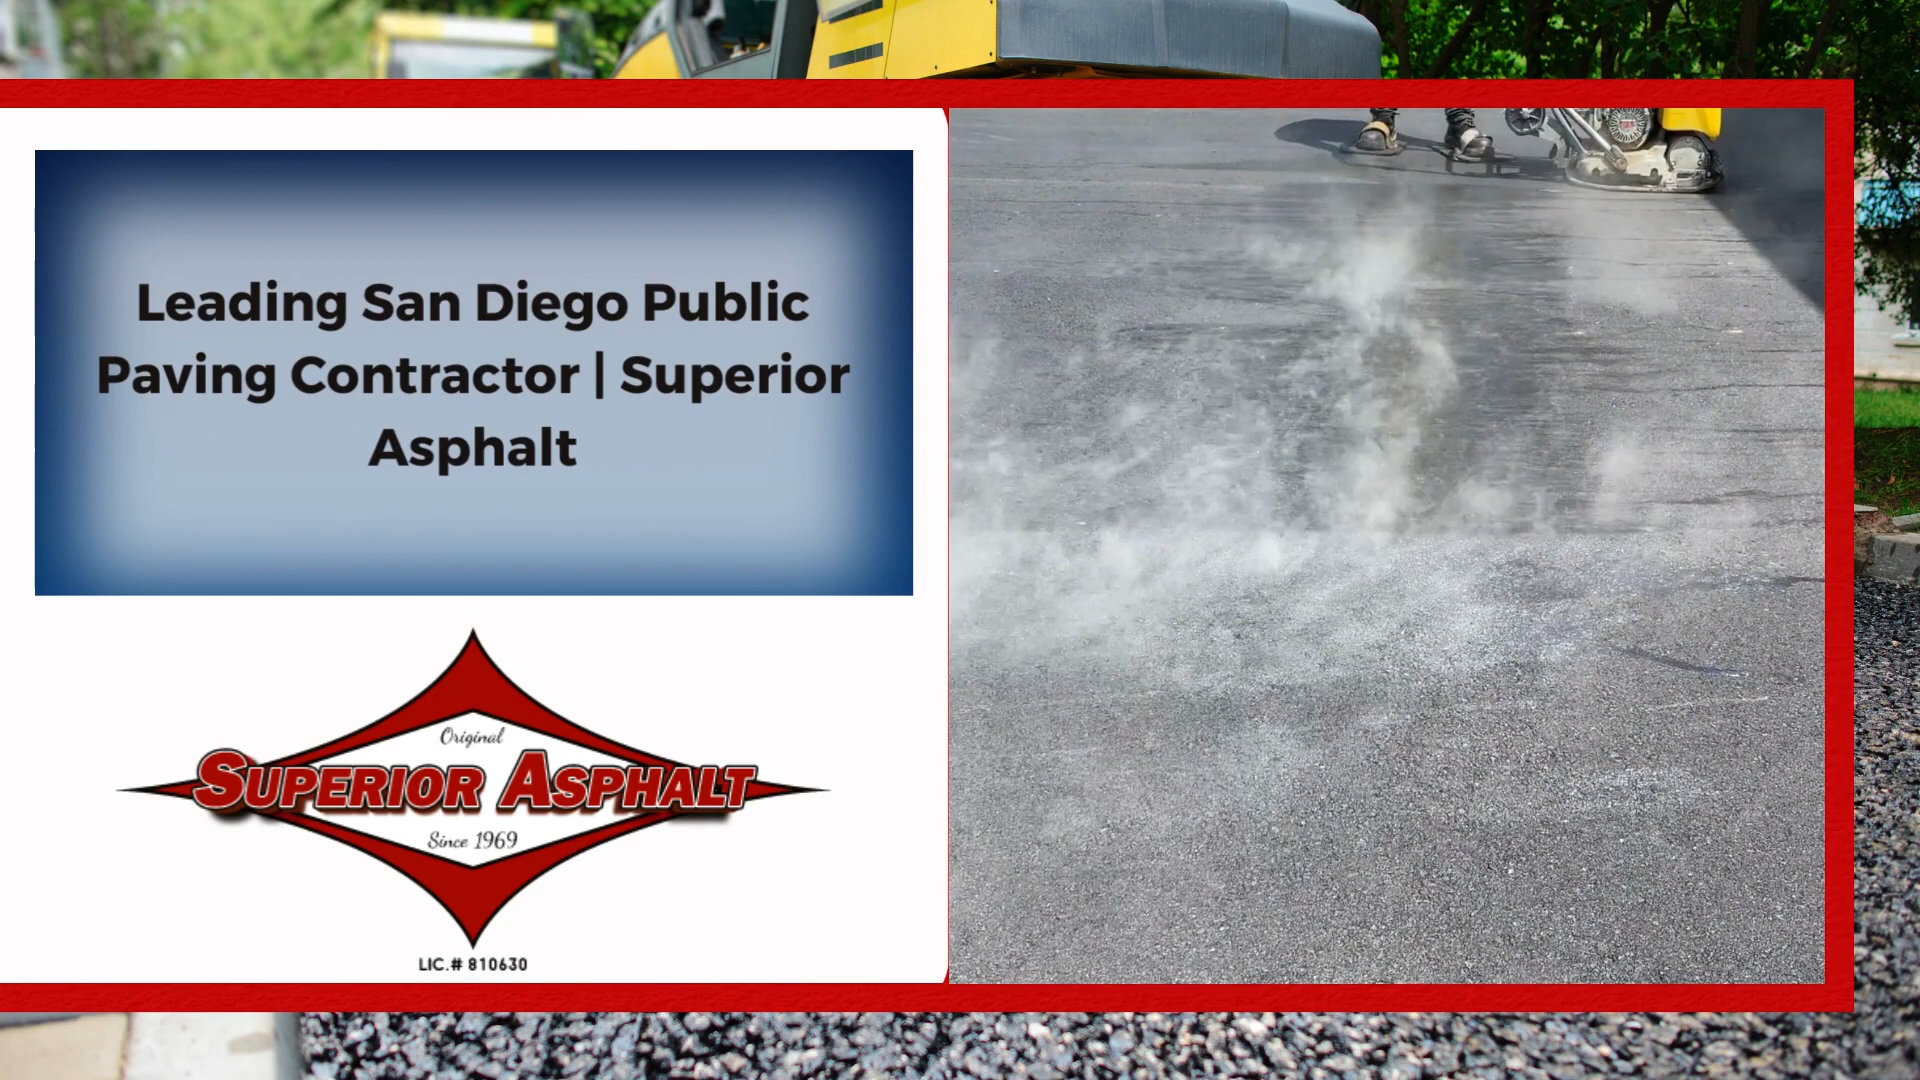 Leading San Diego Public
Paving Contractor | Superior
Asphalt
Original
SUPERIOR ASPHALT
Since 1969
LIC.# 810630